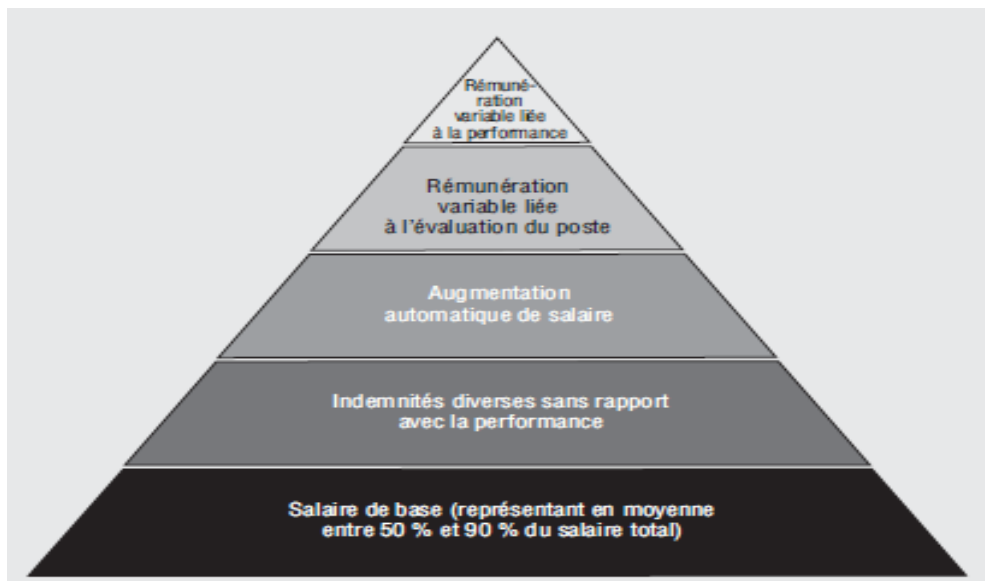 Rémuné-
ration
variable liée
à la performance
Rémunération
variable liée
à l'évaluation du poste
Augmentation
automatique de salaire
Indemnités diverses sans rapport
avec la performance
Salaire de base (représentant en moyenne
entre 50 % et 90 % du salaire total)